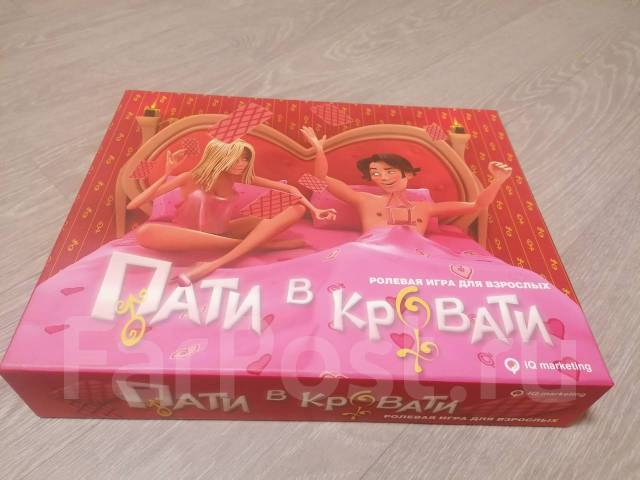 РОЛЕВАЯ ИГРА ДЛЯ ВЗРОСЛЫХ
ПАТИ В КРОВАТИ
iQ marketing
FarPost.ru
ПАТИ В КРОВАТИ
iQ marketing
РОЛЕВАЯ ИГРА ДЛЯ ВЗРОСЛЫХ